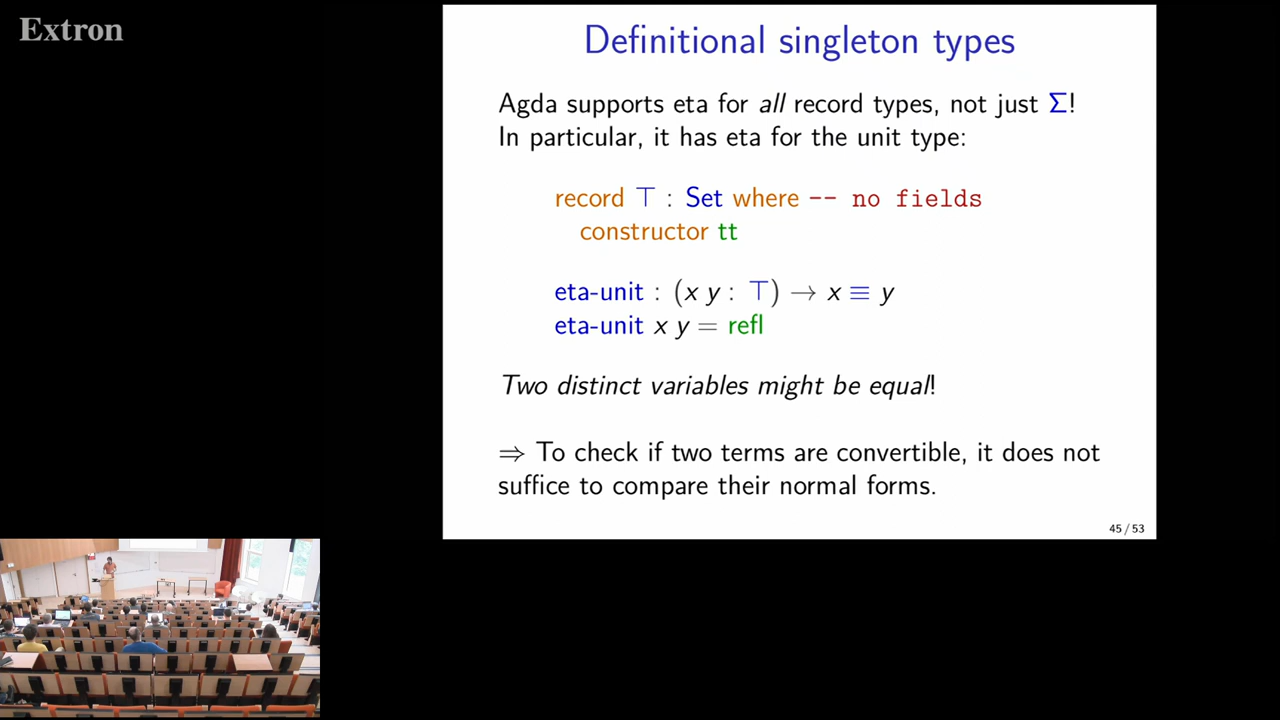 Extron
Definitional singleton types
Agda supports eta for all record types, not just Σ!
In particular, it has eta for the unit type:
record ⊤ : Set where -- no fields
constructor tt
eta-unit : (x y : ⊤) → x ≡ y
eta-unit x y = refl
Two distinct variables might be equal!
⇒ To check if two terms are convertible, it does not
suffice to compare their normal forms.
45 / 53